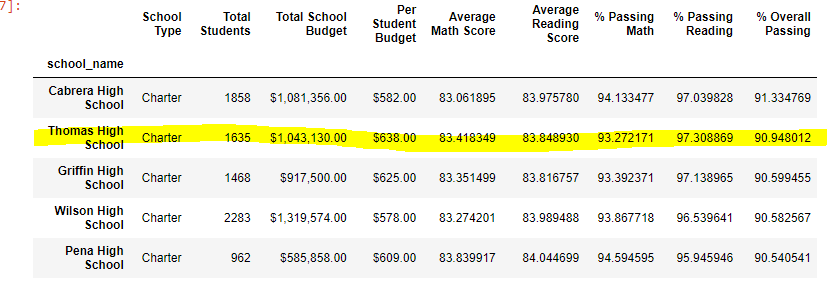 7]:
School Type Total Students Total School Budget Per Student Budget Average Math Score Average Reading Score % Passing Math % Passing Reading % Overall Passing
school_name
Cabrera High School Charter 1858 $1,081,356.00 $582.00 83.061895 83.975780 94.133477 97.039828 91.334769
Thomas High School Charter 1635 $1,043,130.00 $638.00 83.418349 83.848930 93.272171 97.308869 90.948012
Griffin High School Charter 1468 $917,500.00 $625.00 83.351499 83.816757 93.392371 97.138965 90.599455
Wilson High School Charter 2283 $1,319,574.00 $578.00 83.274201 83.989488 93.867718 96.539641 90.582567
Pena High School Charter 962 $585,858.00 $609.00 83.839917 84.044699 94.594595 95.945946 90.540541